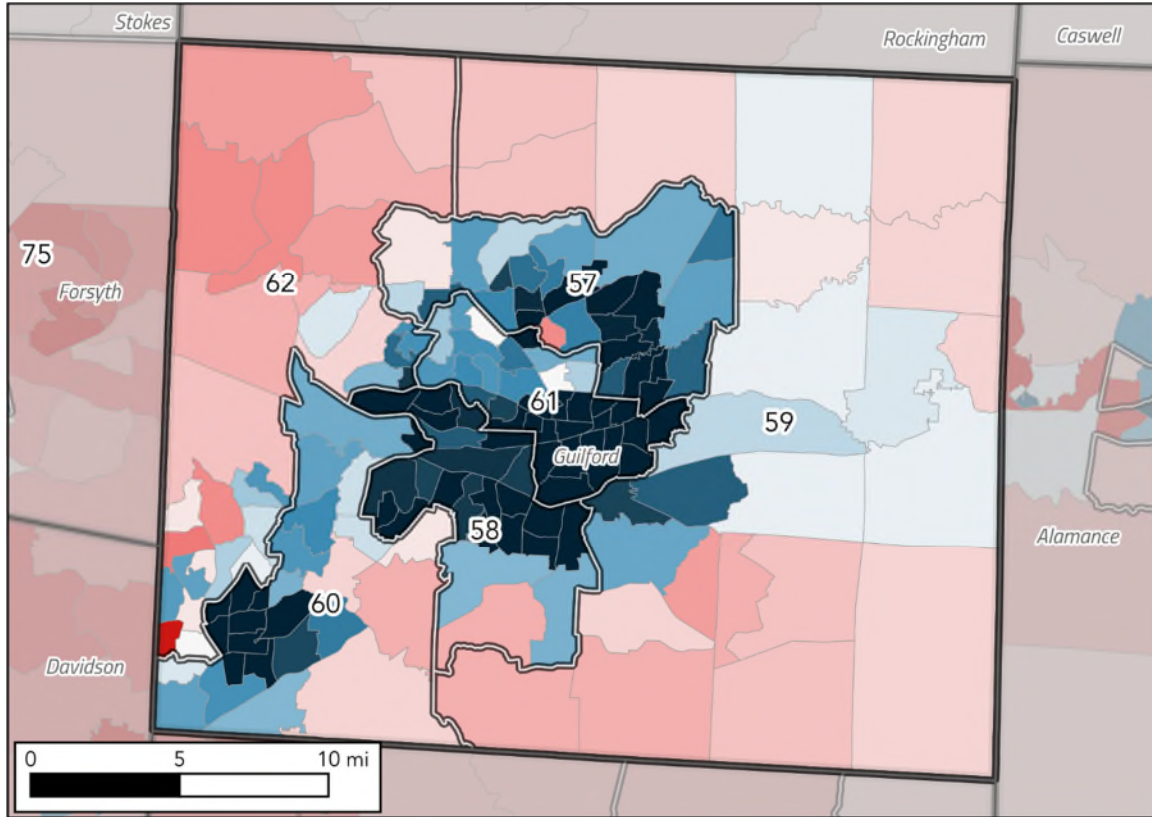 Stokes
Rockingham
Caswell
75
Forsyth
62
57
61
59
Guilford
58
Alamance
60
Davidson
0 5 10 mi